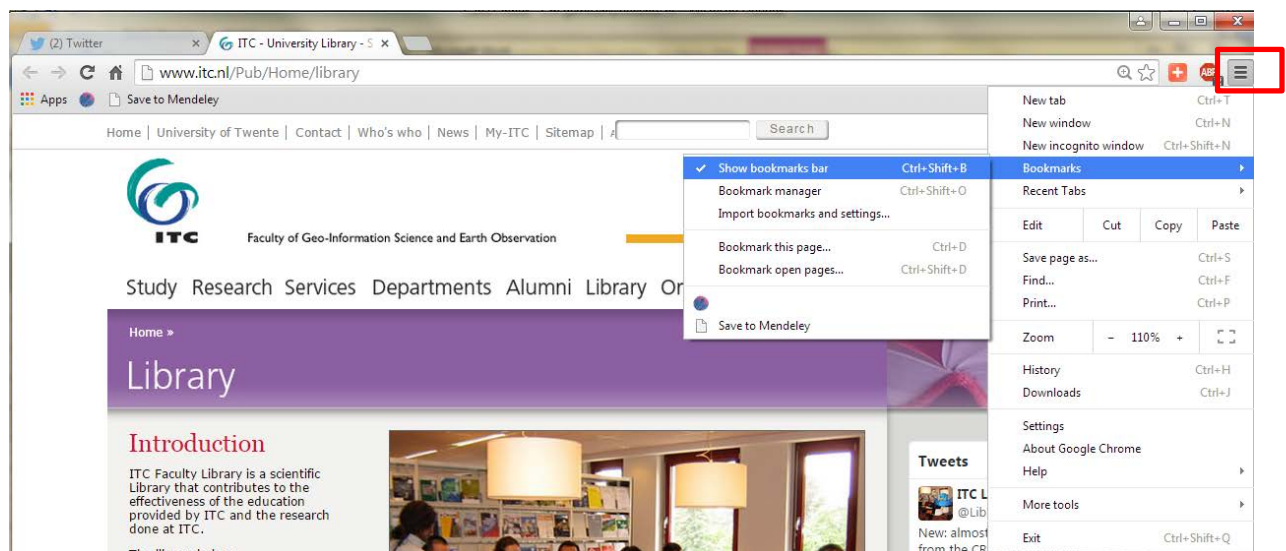 (2) Twitter
ITC - University Library - S
www.itc.nl/Pub/Home/library
ABP
Apps
Save to Mendeley
Home | University of Twente | Contact | Who's who | News | My-ITC | Sitemap |
Search
ITC
Faculty of Geo-Information Science and Earth Observation
Study Research Services Departments Alumni Library Or
Home »
Library
Introduction
ITC Faculty Library is a scientific
Library that contributes to the
effectiveness of the education
provided by ITC and the research
done at ITC.
Tweets
ITC L
@Lib
New: almost
from the CR
Show bookmarks bar Ctrl+Shift+B
Bookmark manager Ctrl+Shift+O
Import bookmarks and settings...
Bookmark this page... Ctrl+D
Bookmark open pages... Ctrl+Shift+D
Save to Mendeley
New tab Ctrl+T
New window Ctrl+N
New incognito window Ctrl+Shift+N
Bookmarks
Recent Tabs
Edit Cut Copy Paste
Save page as... Ctrl+S
Find... Ctrl+F
Print... Ctrl+P
Zoom - 110% +
History Ctrl+H
Downloads Ctrl+J
Settings
About Google Chrome
Help
More tools
Exit Ctrl+Shift+Q